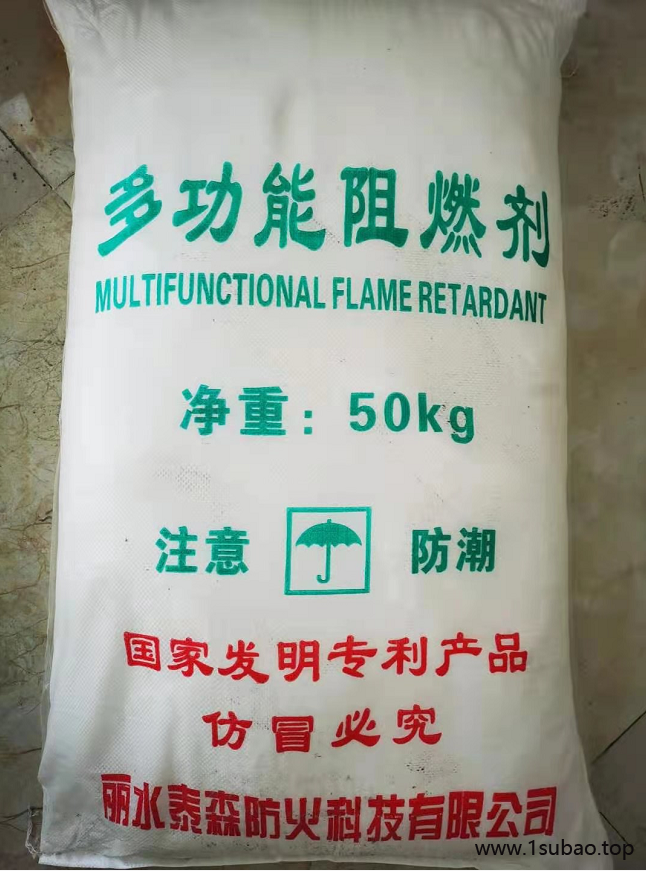 多功能阻燃剂
MULTIFUNCTIONAL FLAME RETARDANT
净重：50kg
注意 防潮
国家发明专利产品
仿冒必究
丽水泰森防火科技有限公司
www.1subao.top